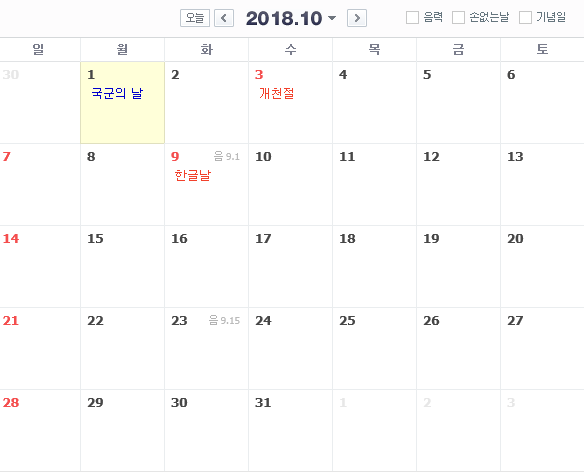 오늘 2018.10 음력 손없는날 기념일
일 월 화 수 목 금 토
30 1 2 3 4 5 6
국군의 날 개천절
7 8 9 음 9.1 10 11 12 13
한글날
14 15 16 17 18 19 20
21 22 23 음 9.15 24 25 26 27
28 29 30 31 1 2 3